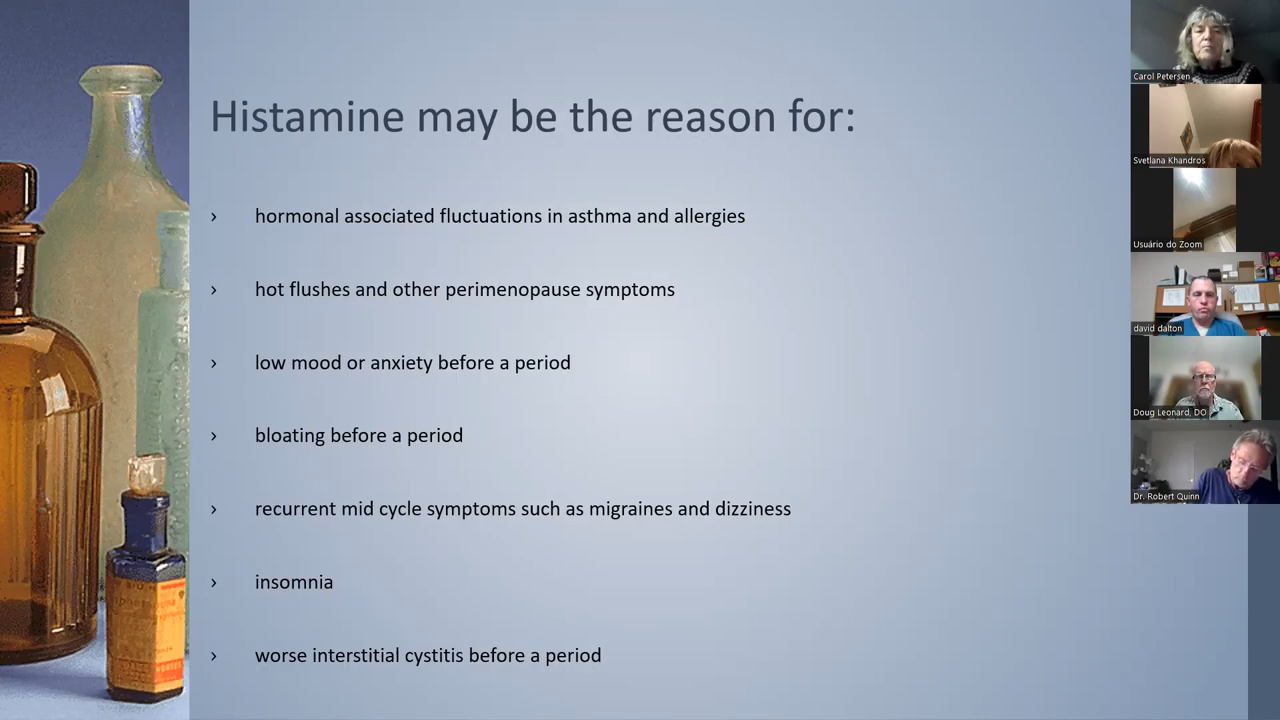 Histamine may be the reason for:
› hormonal associated fluctuations in asthma and allergies
› hot flushes and other perimenopause symptoms
› low mood or anxiety before a period
› bloating before a period
› recurrent mid cycle symptoms such as migraines and dizziness
› insomnia
› worse interstitial cystitis before a period
Carol Petersen
Svetlana Khandros
Usuário do Zoom
david dalton
Doug Leonard, DO
Dr. Robert Quinn